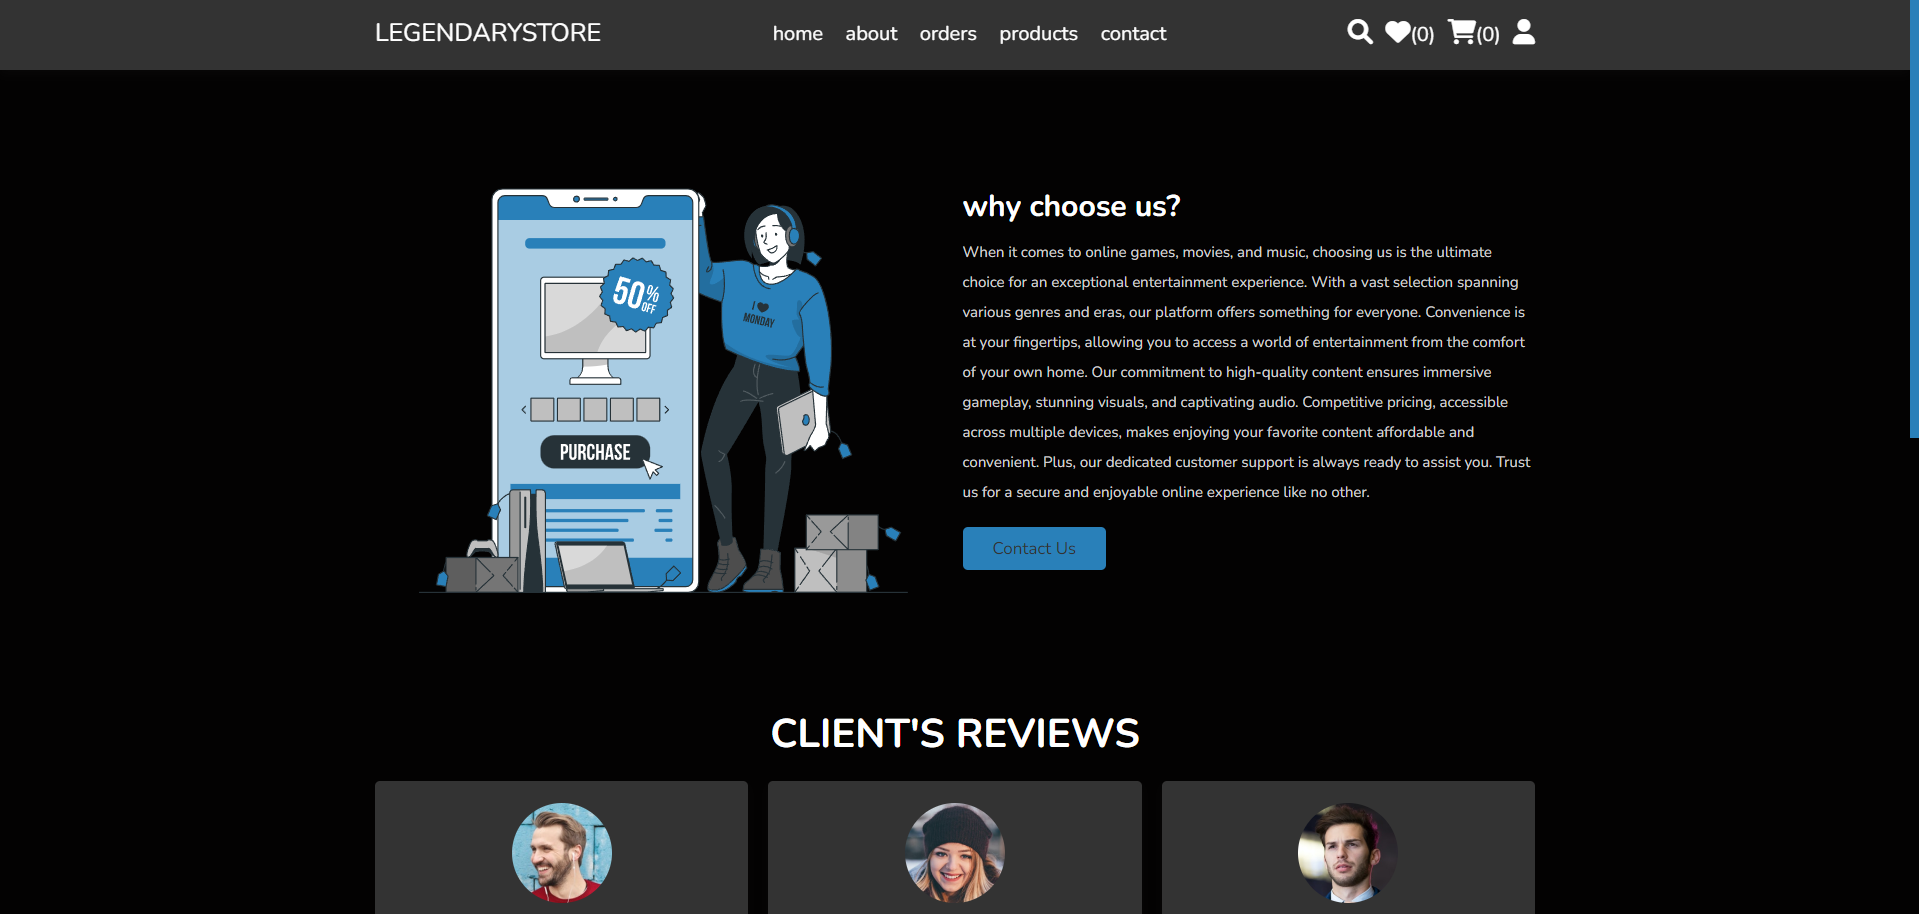 LEGENDARYSTORE
home about orders products contact
(0) (0)
50% OFF
I ♥
MONDAY
PURCHASE
why choose us?
When it comes to online games, movies, and music, choosing us is the ultimate
choice for an exceptional entertainment experience. With a vast selection spanning
various genres and eras, our platform offers something for everyone. Convenience is
at your fingertips, allowing you to access a world of entertainment from the comfort
of your own home. Our commitment to high-quality content ensures immersive
gameplay, stunning visuals, and captivating audio. Competitive pricing, accessible
across multiple devices, makes enjoying your favorite content affordable and
convenient. Plus, our dedicated customer support is always ready to assist you. Trust
us for a secure and enjoyable online experience like no other.
Contact Us
CLIENT'S REVIEWS